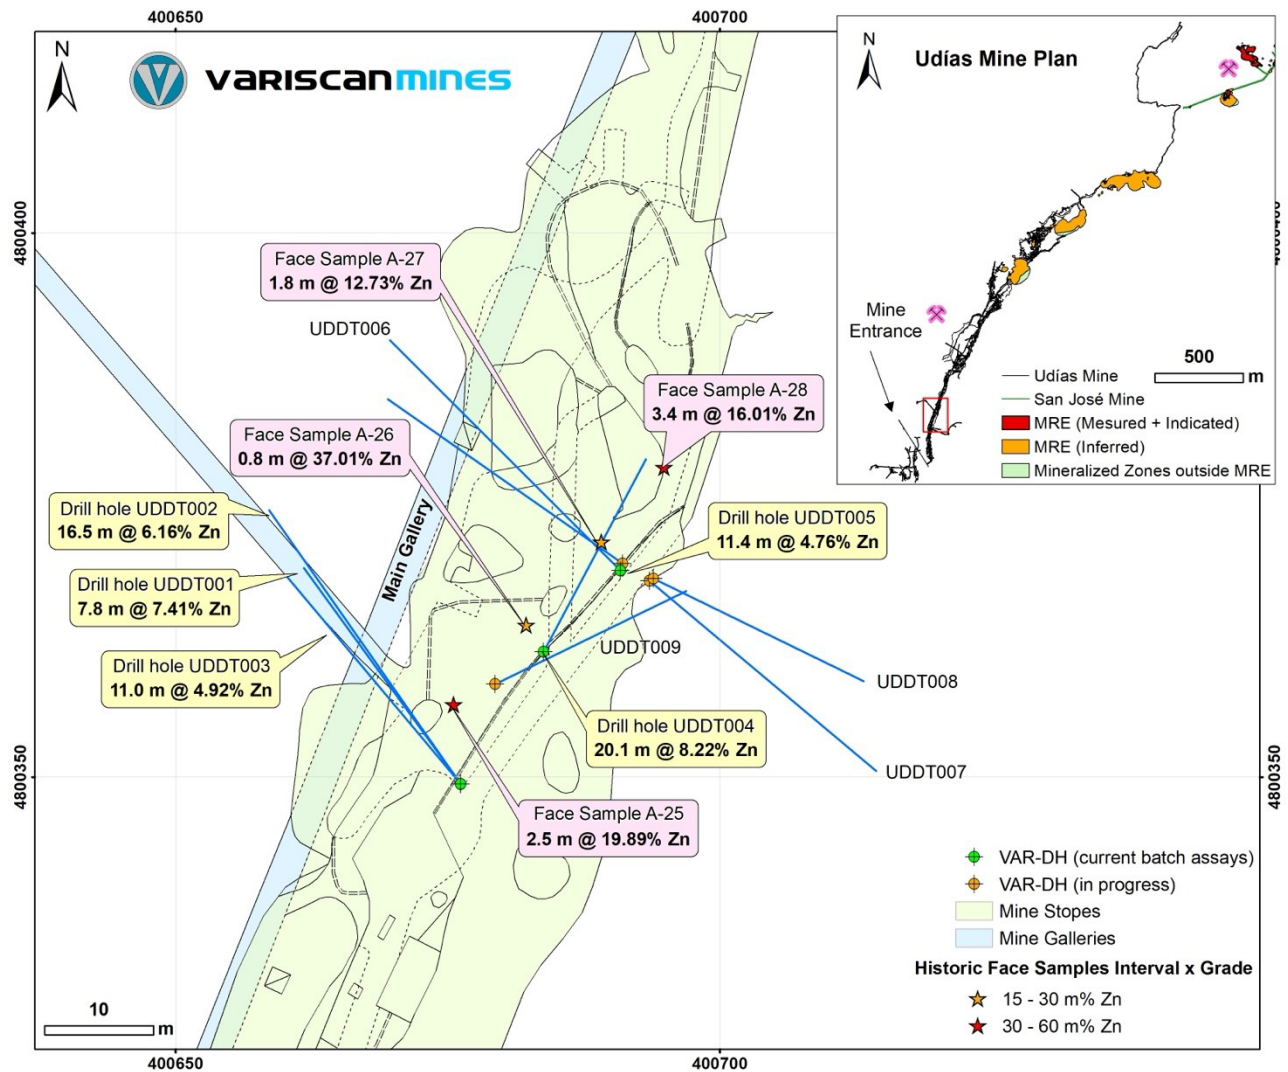 400650
400700
N
VARISCAN MINES
N
Udías Mine Plan
4800400
Face Sample A-27
1.8 m @ 12.73% Zn
UDDT006
Mine
Entrance
500
m
Udías Mine
San José Mine
MRE (Mesured + Indicated)
MRE (Inferred)
Mineralized Zones outside MRE
Face Sample A-28
3.4 m @ 16.01% Zn
Face Sample A-26
0.8 m @ 37.01% Zn
Drill hole UDDT002
16.5 m @ 6.16% Zn
Main Gallery
Drill hole UDDT005
11.4 m @ 4.76% Zn
Drill hole UDDT001
7.8 m @ 7.41% Zn
UDDT009
Drill hole UDDT003
11.0 m @ 4.92% Zn
UDDT008
Drill hole UDDT004
20.1 m @ 8.22% Zn
UDDT007
4800350
4800350
Face Sample A-25
2.5 m @ 19.89% Zn
VAR-DH (current batch assays)
VAR-DH (in progress)
Mine Stopes
Mine Galleries
Historic Face Samples Interval x Grade
15 - 30 m% Zn
30 - 60 m% Zn
10
m
400650
400700